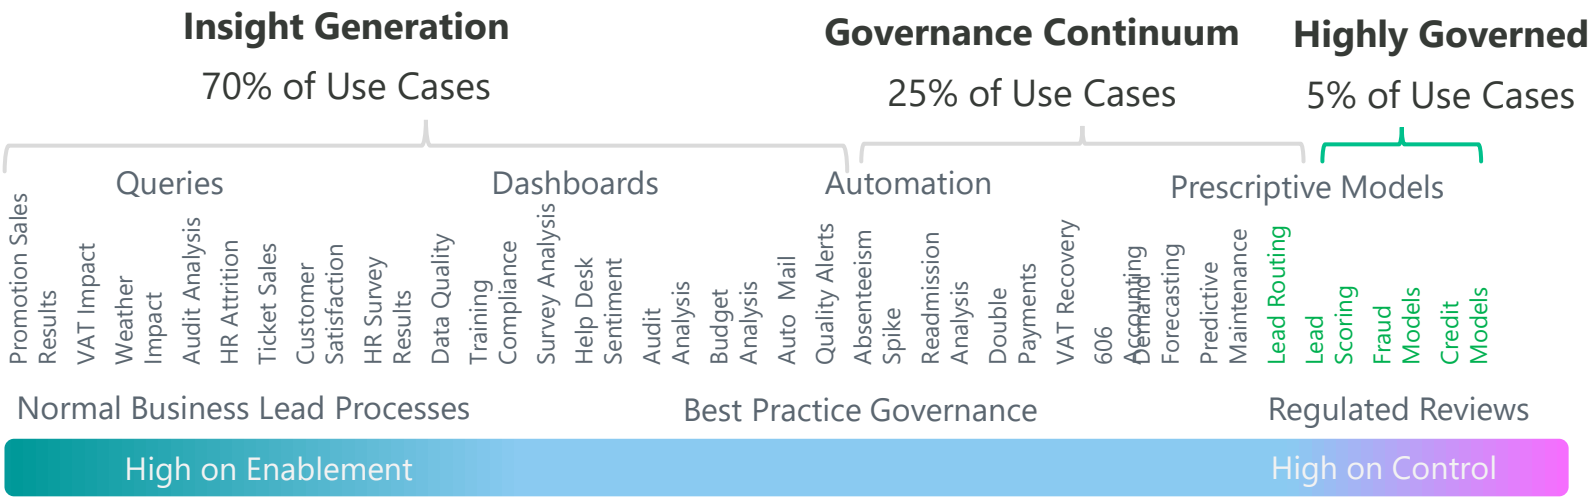 Insight Generation
70% of Use Cases
Governance Continuum
25% of Use Cases
Highly Governed
5% of Use Cases
Queries
Dashboards
Automation
Prescriptive Models
Promotion Sales
Results
VAT Impact
Weather
Impact
Audit Analysis
HR Attrition
Ticket Sales
Customer
Satisfaction
HR Survey
Results
Data Quality
Training
Compliance
Survey Analysis
Help Desk
Sentiment
Audit
Analysis
Budget
Analysis
Auto Mail
Quality Alerts
Absenteeism
Spike
Readmission
Analysis
Double
Payments
VAT Recovery
606
Accounting
Demand
Forecasting
Predictive
Maintenance
Lead Routing
Lead
Scoring
Fraud
Models
Credit
Models
Normal Business Lead Processes
Best Practice Governance
Regulated Reviews
High on Enablement
High on Control